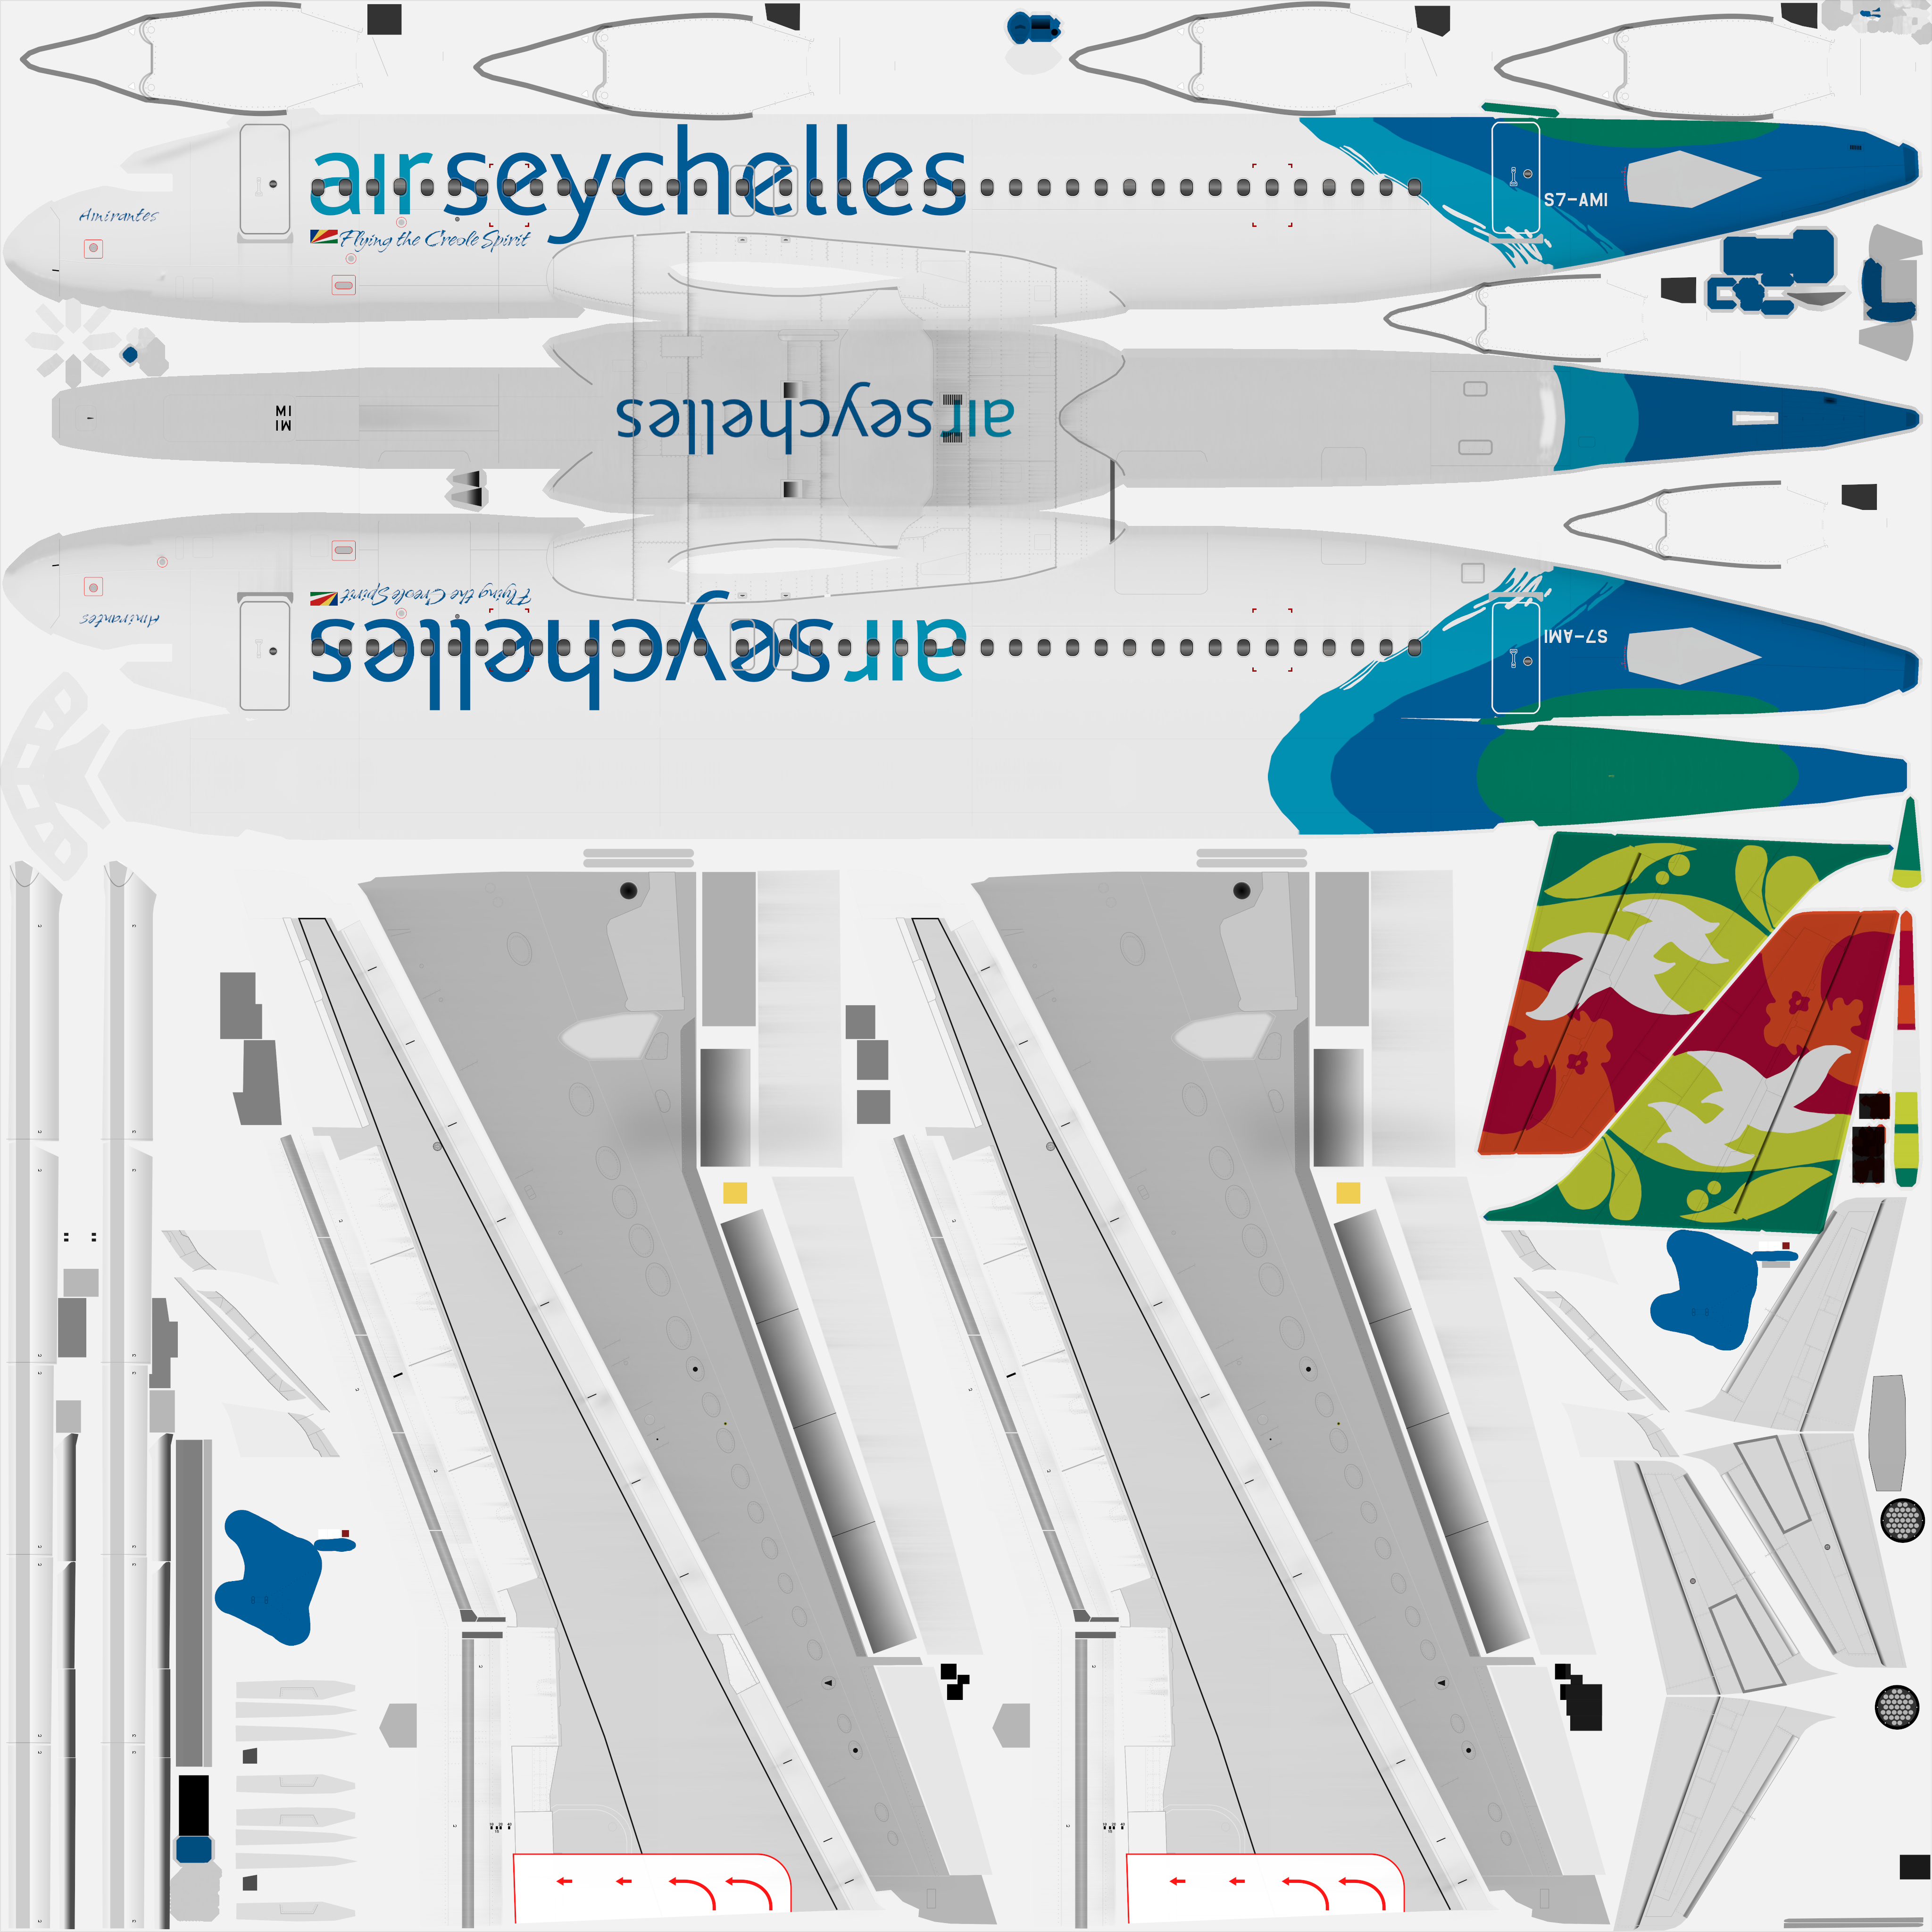 airseychelles
Amirantes
S7-AMI
Flying the Creole Spirit
MI
MI
airseychelles
Flying the Creole Spirit
Amirantes
S7-AMI
airseychelles